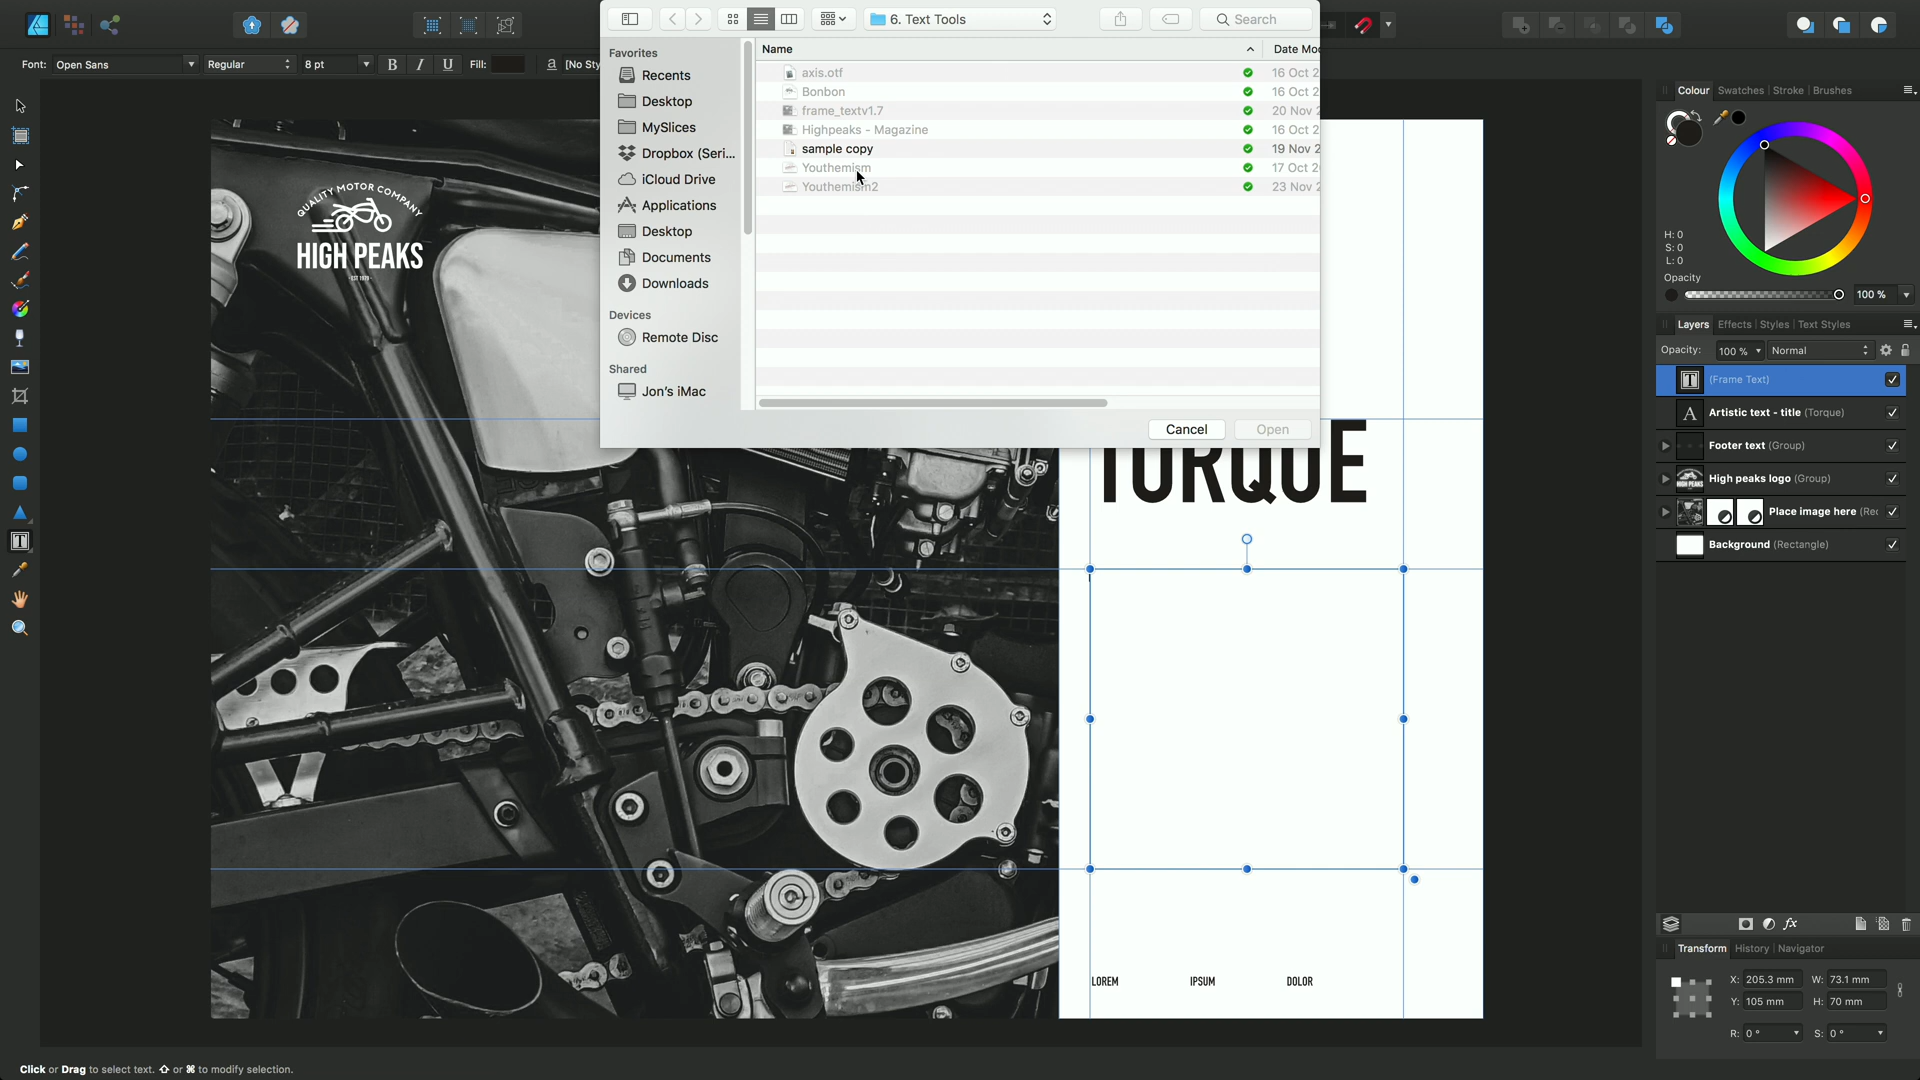 6. Text Tools
Search
Font: Open Sans
Regular
8 pt
B I U
Fill:
a [No Sty
Favorites
Recents
Desktop
MySlices
Dropbox (Seri...
iCloud Drive
Applications
Desktop
Documents
Downloads
Devices
Remote Disc
Shared
Jon's iMac
Name
Date Moc
axis.otf
16 Oct 2
Bonbon
16 Oct 2
frame_textv1.7
20 Nov 2
Highpeaks - Magazine
16 Oct 2
sample copy
19 Nov 2
Youthemism
17 Oct 2
Youthemism2
23 Nov 2
Cancel
Open
QUALITY MOTOR COMPANY
HIGH PEAKS
- EST 1979 -
TORQUE
LOREM
IPSUM
DOLOR
Colour Swatches Stroke Brushes
H: 0
S: 0
L: 0
Opacity
100 %
Layers Effects Styles Text Styles
Opacity: 100 % Normal
(Frame Text)
Artistic text - title (Torque)
Footer text (Group)
High peaks logo (Group)
Place image here (Rec
Background (Rectangle)
fx
Transform History Navigator
X: 205.3 mm W: 73.1 mm
Y: 105 mm H: 70 mm
R: 0 ° S: 0 °
Click or Drag to select text. ⇧ or ⌘ to modify selection.